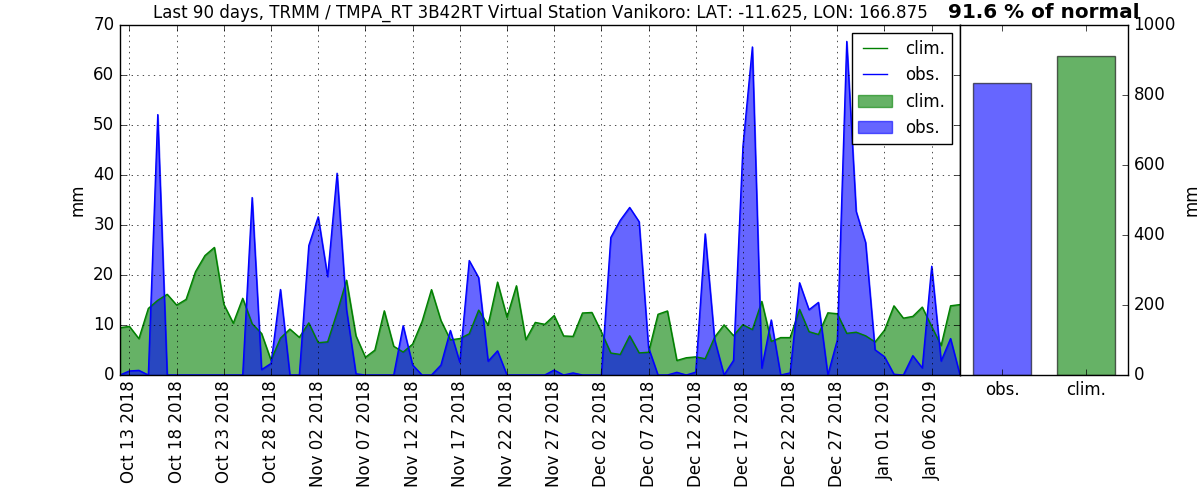 Last 90 days, TRMM / TMPA_RT 3B42RT Virtual Station Vanikoro: LAT: -11.625, LON: 166.875
91.6 % of normal
70
60
50
40
30
20
10
0
mm
clim.
obs.
clim.
obs.
1000
800
600
400
200
0
mm
obs.
clim.
Oct 13 2018
Oct 18 2018
Oct 23 2018
Oct 28 2018
Nov 02 2018
Nov 07 2018
Nov 12 2018
Nov 17 2018
Nov 22 2018
Nov 27 2018
Dec 02 2018
Dec 07 2018
Dec 12 2018
Dec 17 2018
Dec 22 2018
Dec 27 2018
Jan 01 2019
Jan 06 2019